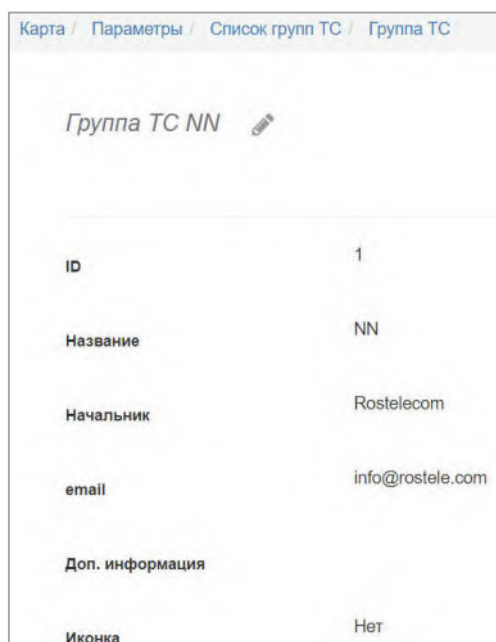 Карта / Параметры / Список групп ТС / Группа ТС
Группа ТС NN
ID 1
Название NN
Начальник Rostelecom
email info@rostele.com
Доп. информация
Иконка Нет